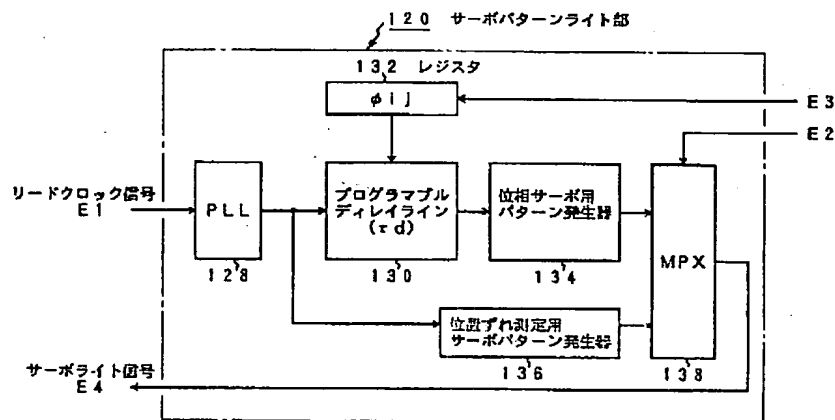 120 サーボパターンライト部
132 レジスタ
φij
E3
E2
リードクロック信号
E1
PLL
プログラマブル
ディレイライン
(τd)
位相サーボ用
パターン発生器
MPX
128
130
134
位置ずれ測定用
サーボパターン発生器
136
138
サーボライト信号
E4